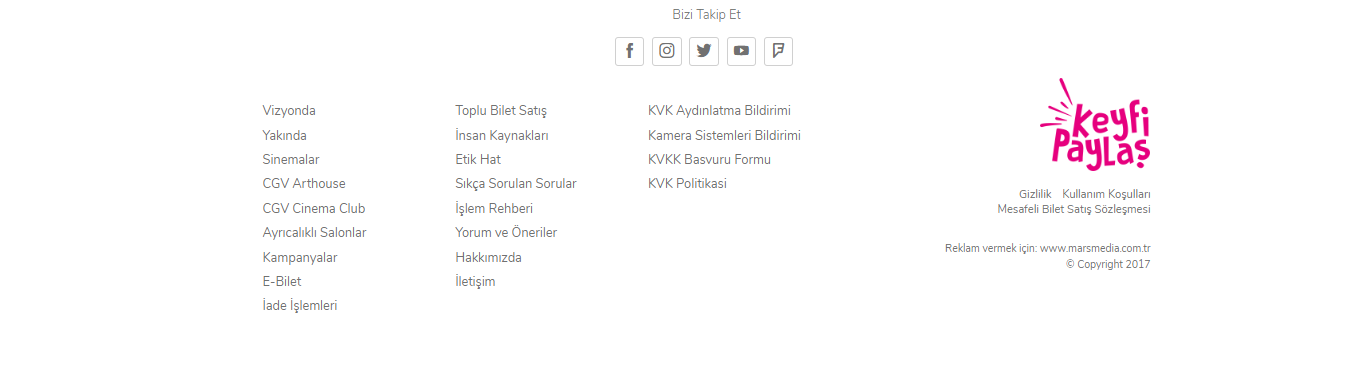 Bizi Takip Et
Vizyonda
Yakında
Sinemalar
CGV Arthouse
CGV Cinema Club
Ayrıcalıklı Salonlar
Kampanyalar
E-Bilet
İade İşlemleri
Toplu Bilet Satış
İnsan Kaynakları
Etik Hat
Sıkça Sorulan Sorular
İşlem Rehberi
Yorum ve Öneriler
Hakkımızda
İletişim
KVK Aydınlatma Bildirimi
Kamera Sistemleri Bildirimi
KVKK Basvuru Formu
KVK Politikasi
Keyfi
Paylaş
Gizlilik Kullanım Koşulları
Mesafeli Bilet Satış Sözleşmesi
Reklam vermek için: www.marsmedia.com.tr
© Copyright 2017